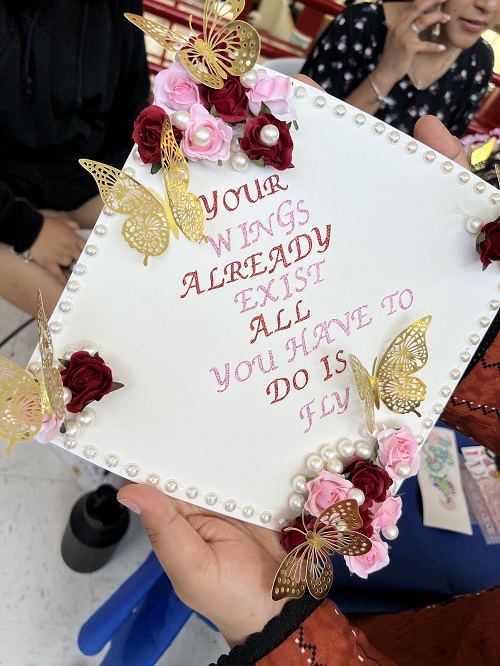 YOUR
WINGS
ALREADY
EXIST
ALL
YOU HAVE TO
DO IS
FLY